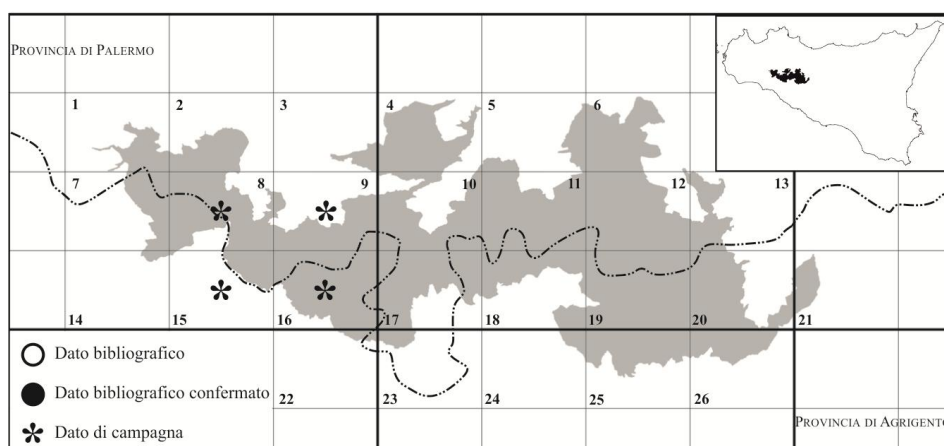 PROVINCIA DI PALERMO
1 2 3 4 5 6
7 8 9 10 11 12 13
14 15 16 17 18 19 20 21
Dato bibliografico
Dato bibliografico confermato
22 23 24 25 26
Dato di campagna
PROVINCIA DI AGRIGENTO